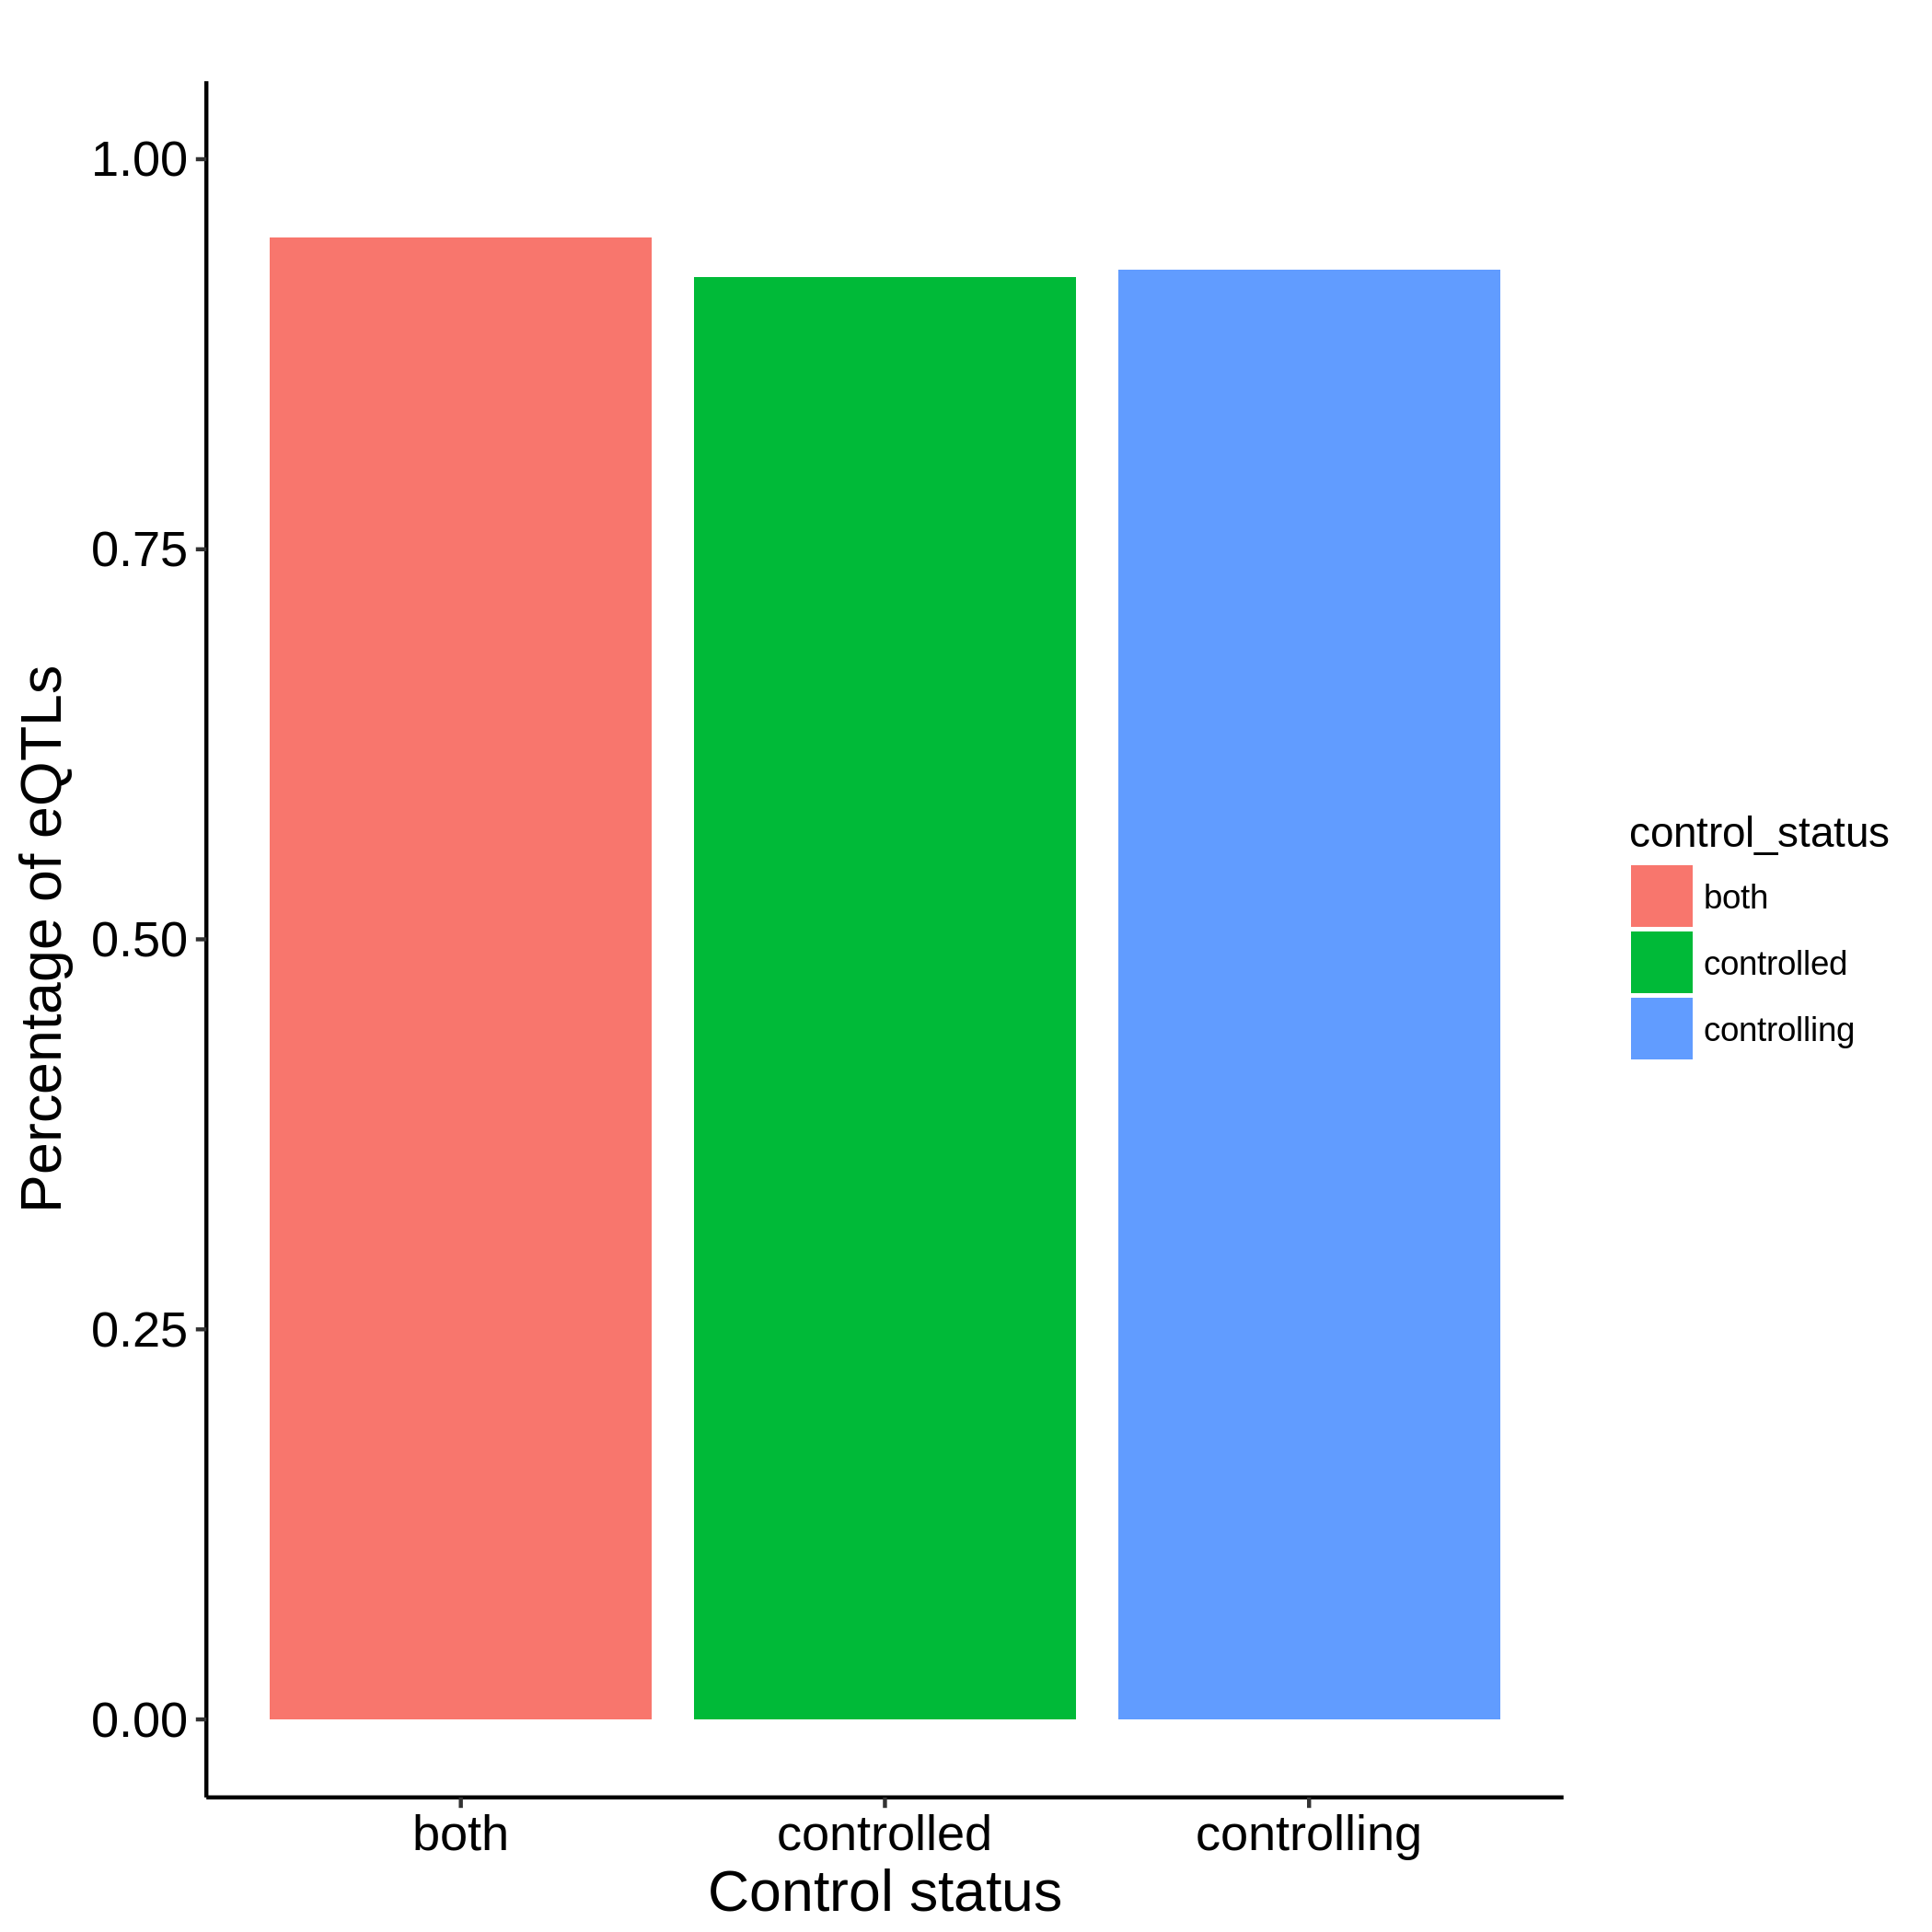 1.00
0.75
0.50
0.25
0.00
Percentage of eQTLs
both
controlled
controlling
Control status
control_status
both
controlled
controlling